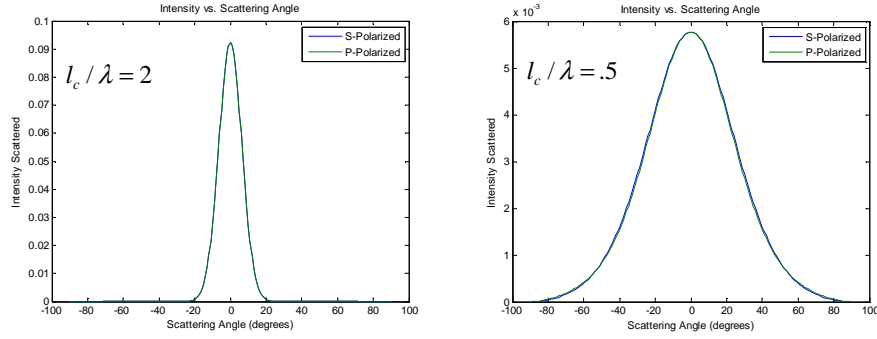 Intensity vs. Scattering Angle
0.1
0.09
0.08
0.07
0.06
0.05
0.04
0.03
0.02
0.01
0
Intensity Scattered
S-Polarized
P-Polarized
l_c / λ = 2
-100 -80 -60 -40 -20 0 20 40 60 80 100
Scattering Angle (degrees)
Intensity vs. Scattering Angle
x 10^-3
6
5
4
3
2
1
0
Intensity Scattered
S-Polarized
P-Polarized
l_c / λ = .5
-100 -80 -60 -40 -20 0 20 40 60 80 100
Scattering Angle (degrees)